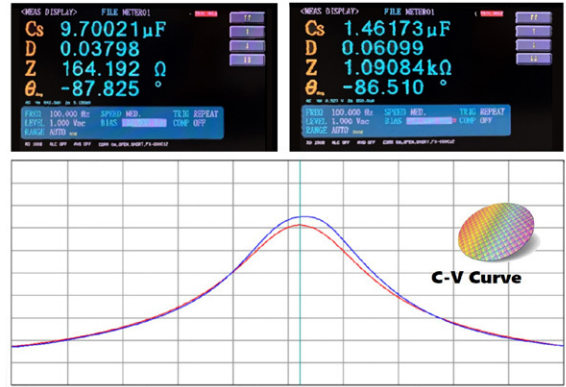 <MEAS DISPLAY> FILE METER01
Cs 9.70021μF
D 0.03798
Z 164.192 Ω
θ -87.825 °
FREQ 100.000 Hz SPEED MED. TRIG REPEAT
LEVEL 1.000 Vac BIAS COMP OFF
RANGE AUTO
<MEAS DISPLAY> FILE METER01
Cs 1.46173μF
D 0.06099
Z 1.09084kΩ
θ -86.510 °
FREQ 100.000 Hz SPEED MED. TRIG REPEAT
LEVEL 1.000 Vac BIAS COMP OFF
RANGE AUTO
C-V Curve